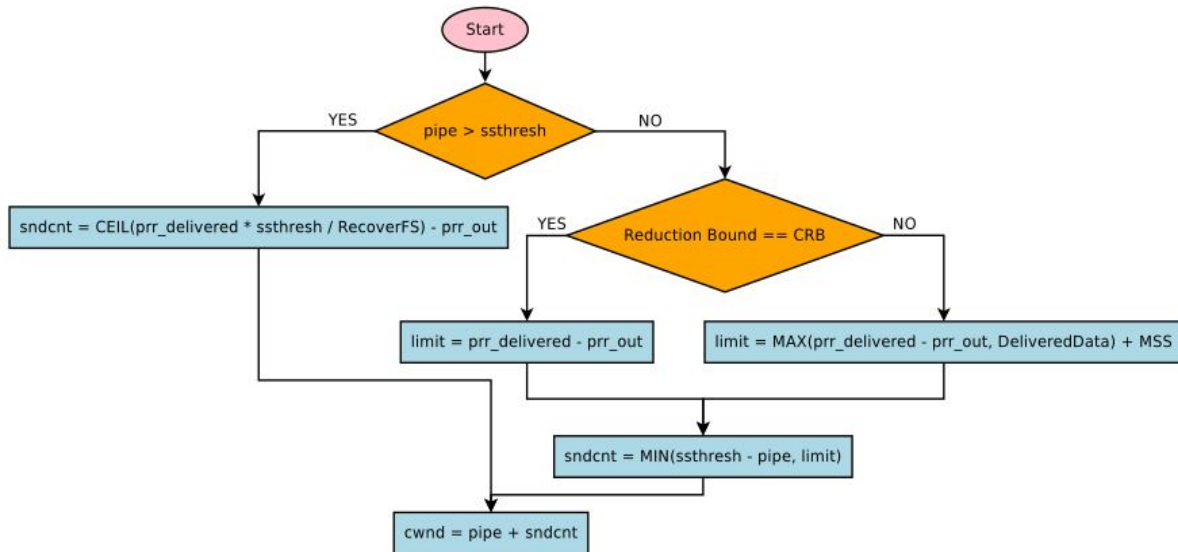 Start
pipe > ssthresh
YES
NO
sndcnt = CEIL(prr_delivered * ssthresh / RecoverFS) - prr_out
Reduction Bound == CRB
YES
NO
limit = prr_delivered - prr_out
limit = MAX(prr_delivered - prr_out, DeliveredData) + MSS
sndcnt = MIN(ssthresh - pipe, limit)
cwnd = pipe + sndcnt